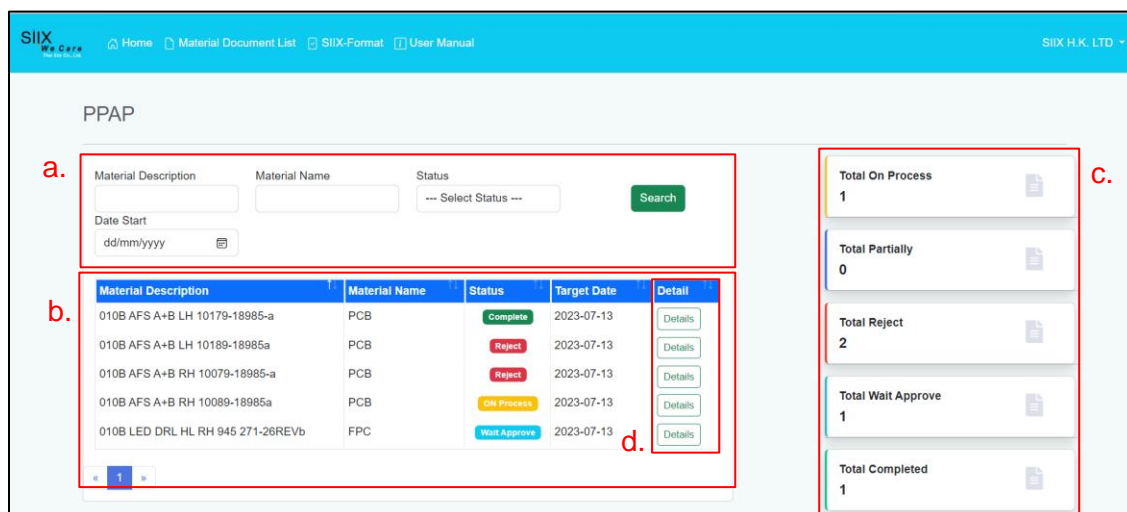 SIIX
We Care
Thai SIIX Co., Ltd.
Home Material Document List SIIX-Format User Manual
SIIX H.K. LTD
PPAP
a.
Material Description Material Name Status
--- Select Status ---
Search
Date Start
dd/mm/yyyy
b.
Material Description Material Name Status Target Date Detail
010B AFS A+B LH 10179-18985-a PCB Complete 2023-07-13 Details
010B AFS A+B LH 10189-18985a PCB Reject 2023-07-13 Details
010B AFS A+B RH 10079-18985-a PCB Reject 2023-07-13 Details
010B AFS A+B RH 10089-18985a PCB ON Process 2023-07-13 Details
010B LED DRL HL RH 945 271-26REVb FPC Wait Approve 2023-07-13 Details
d.
« 1 »
c.
Total On Process
1
Total Partially
0
Total Reject
2
Total Wait Approve
1
Total Completed
1